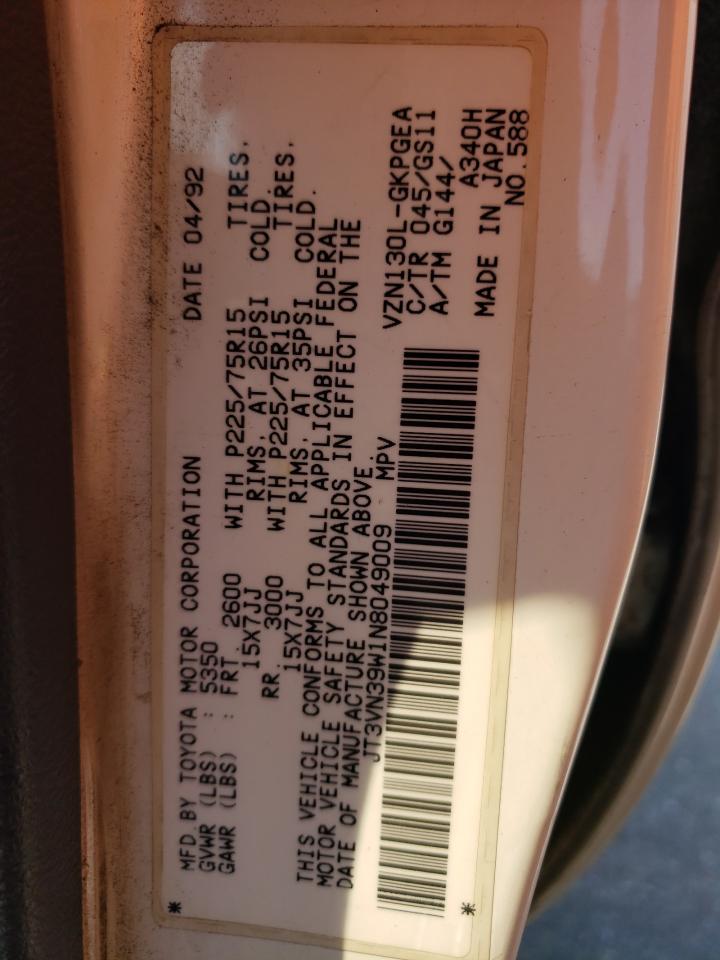 MFD. BY TOYOTA MOTOR CORPORATION DATE 04/92
GVWR (LBS) : 5350
GAWR (LBS) : FRT. 2600 WITH P225/75R15 TIRES,
15X7JJ RIMS, AT 26PSI COLD.
RR. 3000 WITH P225/75R15 TIRES,
15X7JJ RIMS, AT 35PSI COLD.
THIS VEHICLE CONFORMS TO ALL APPLICABLE FEDERAL
MOTOR VEHICLE SAFETY STANDARDS IN EFFECT ON THE
DATE OF MANUFACTURE SHOWN ABOVE.
JT3VN39W1N8049009 MPV
VZN130L-GKPGEA
C/TR 045/GS11
A/TM G144/
A340H
MADE IN JAPAN
NO. 588
* *